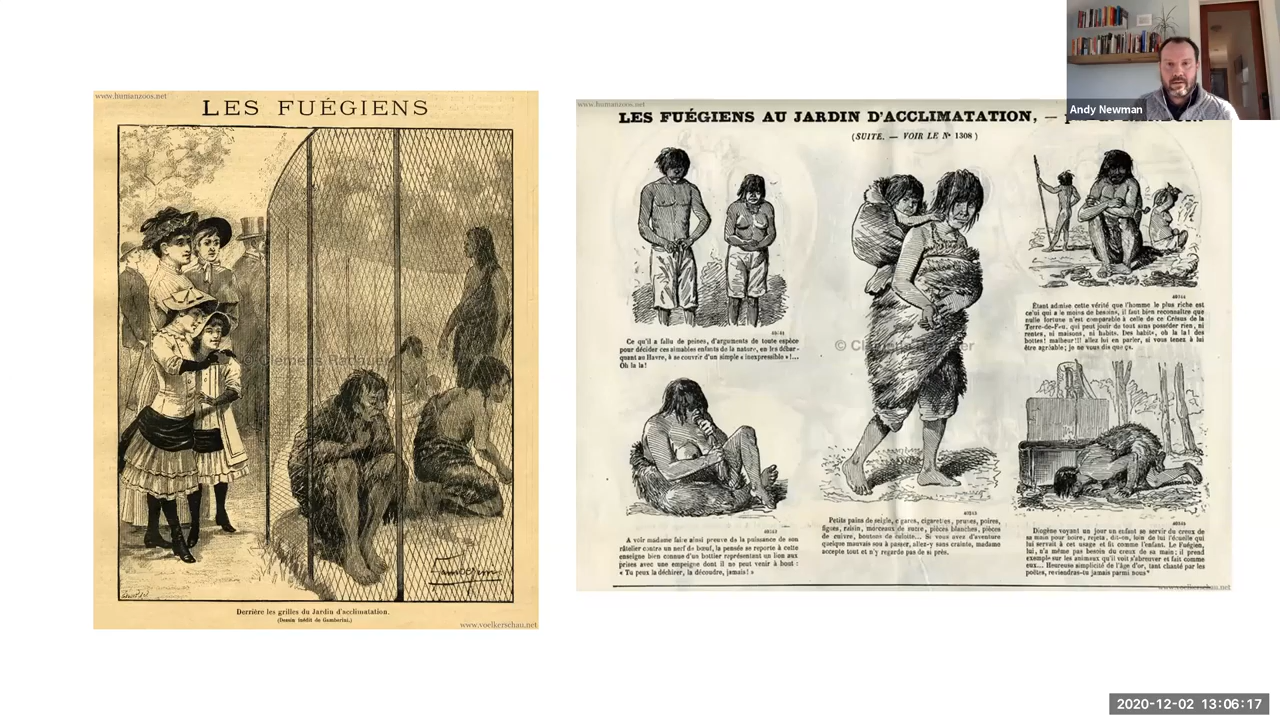 www.humanzoos.net
LES FUÉGIENS
Derrière les grilles du Jardin d'acclimatation.
(Dessin inédit de Gamberini.)
www.voelkerschau.net
www.humanzoos.net
LES FUÉGIENS AU JARDIN D'ACCLIMATATION, —
(SUITE. — VOIR LE Nº 1308)
Ce qu'il a fallu de peines, d'arguments de toute espèce
pour décider ces aimables enfants de la nature, en les débar-
quant au Havre, à se couvrir d'un simple « inexpressible » !...
Oh la la!
A voir madame faire ainsi preuve de la puissance de son
râtelier contre un nerf de bœuf, la pensée se reporte à cette
enseigne bien connue d'un bottier représentant un lion aux
prises avec une empeigne dont il ne peut venir à bout :
« Tu peux la déchirer, la découdre, jamais! »
Petits pains de seigle, cigares, cigarettes, prunes, poires,
figues, raisin, morceaux de sucre, pièces blanches, pièces
de cuivre, boutons de culotte... Si vous avez d'aventure
quelque mauvais sou à passer, allez-y sans crainte, madame
accepte tout et n'y regarde pas de si près.
Étant admise cette vérité que l'homme le plus riche est
celui qui a le moins de besoins, il faut bien reconnaître que
nulle fortune n'est comparable à celle de ce Crésus de la
Terre-de-Feu, qui peut jouir de tout sans posséder rien, ni
rentes, ni maisons, ni habits. Des habits, oh la la! des
bottes! malheur!!! allez lui en parler, si vous tenez à lui
être agréable; je ne vous dis que ça.
Diogène voyant un jour un enfant se servir du creux de
sa main pour boire, rejeta, dit-on, loin de lui l'écuelle qui
lui servait à cet usage et fit comme l'enfant. Le Fuégien,
lui, n'a même pas besoin du creux de sa main; il prend
exemple sur les animaux qu'il voit s'abreuver et fait comme
eux... Heureuse simplicité de l'âge d'or, tant chanté par les
poëtes, reviendras-tu jamais parmi nous?
www.voelkerschau.net
Andy Newman
2020-12-02 13:06:17